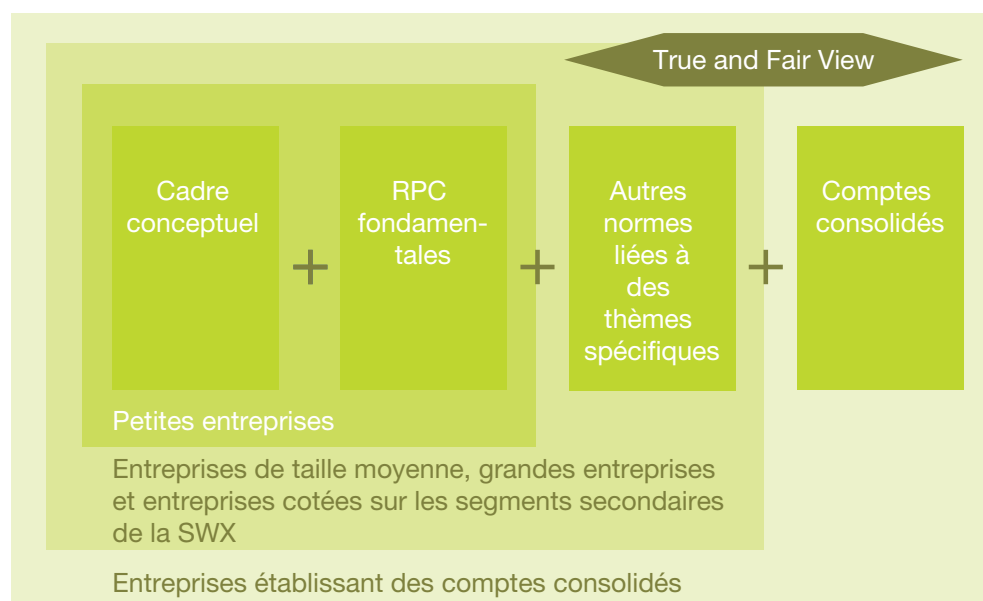 True and Fair View
Cadre
conceptuel
+
RPC
fondamen-
tales
+
Autres
normes
liées à
des
thèmes
spécifiques
+
Comptes
consolidés
Petites entreprises
Entreprises de taille moyenne, grandes entreprises
et entreprises cotées sur les segments secondaires
de la SWX
Entreprises établissant des comptes consolidés